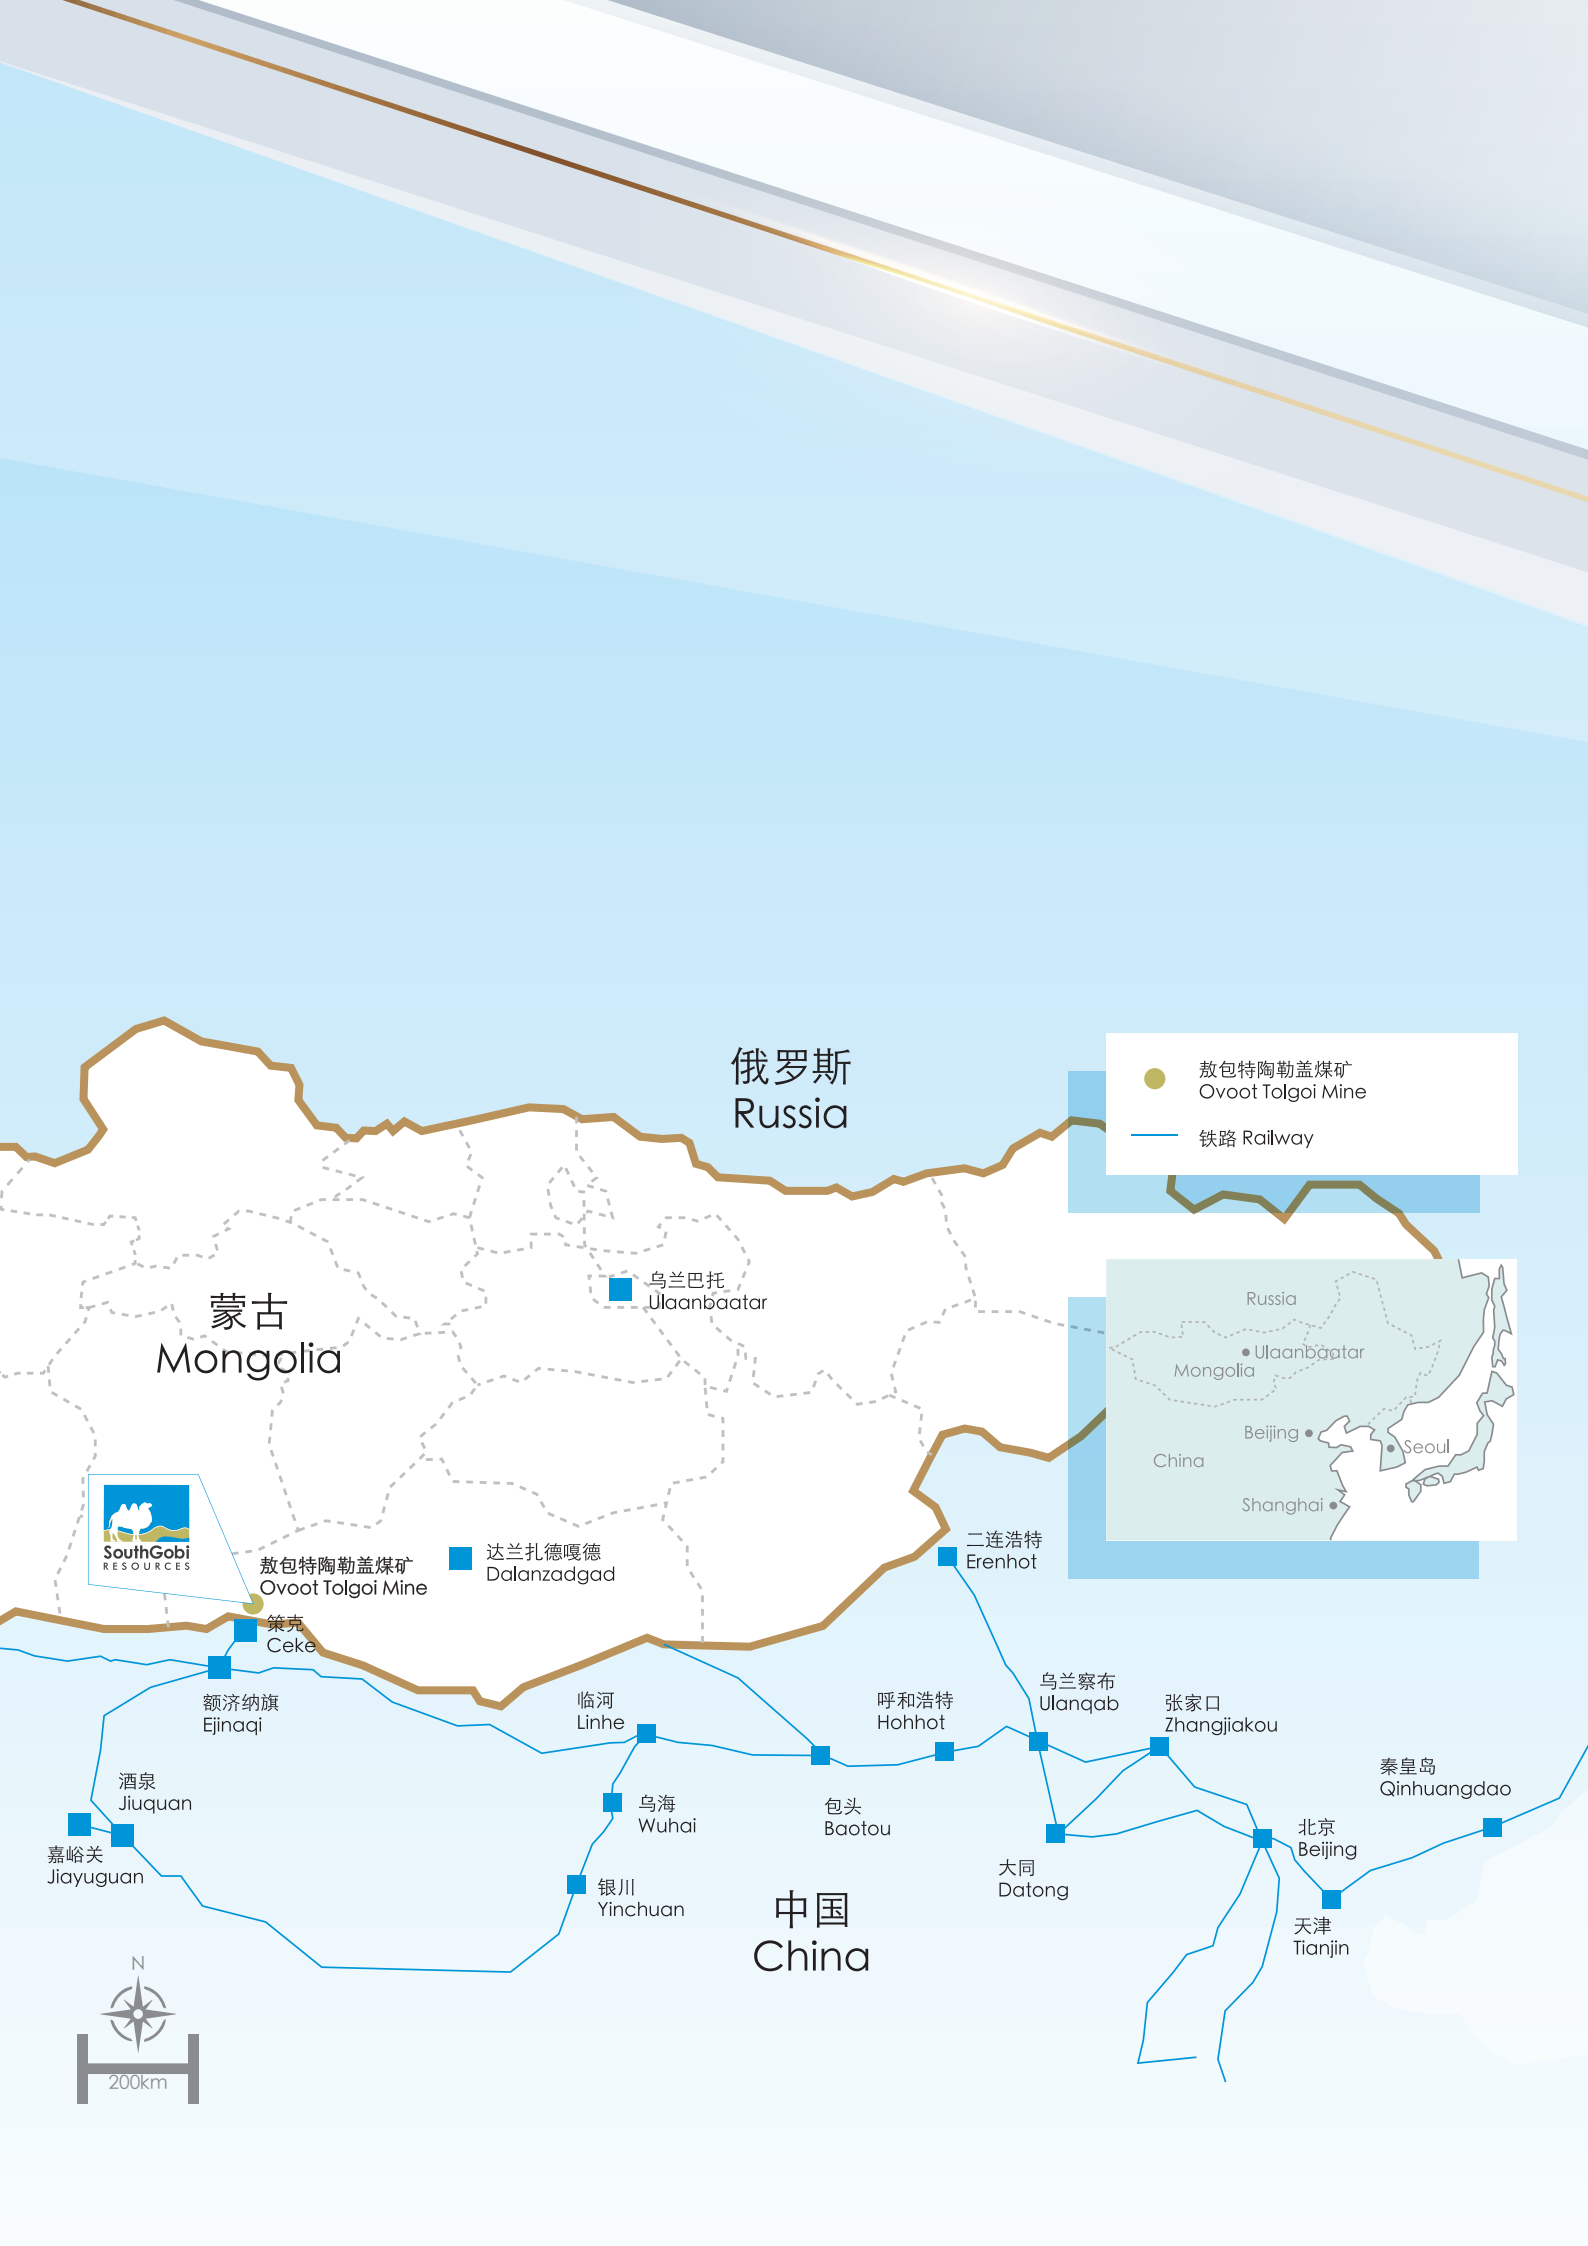 俄罗斯
Russia
敖包特陶勒盖煤矿
Ovoot Tolgoi Mine
铁路 Railway
乌兰巴托
Ulaanbaatar
蒙古
Mongolia
Russia
Ulaanbaatar
Mongolia
Beijing
Seoul
China
Shanghai
SouthGobi
RESOURCES
敖包特陶勒盖煤矿
Ovoot Tolgoi Mine
达兰扎德嘎德
Dalanzadgad
二连浩特
Erenhot
策克
Ceke
额济纳旗
Ejinaqi
临河
Linhe
呼和浩特
Hohhot
乌兰察布
Ulanqab
张家口
Zhangjiakou
秦皇岛
Qinhuangdao
酒泉
Jiuquan
乌海
Wuhai
包头
Baotou
北京
Beijing
嘉峪关
Jiayuguan
大同
Datong
银川
Yinchuan
中国
China
天津
Tianjin
N
200km